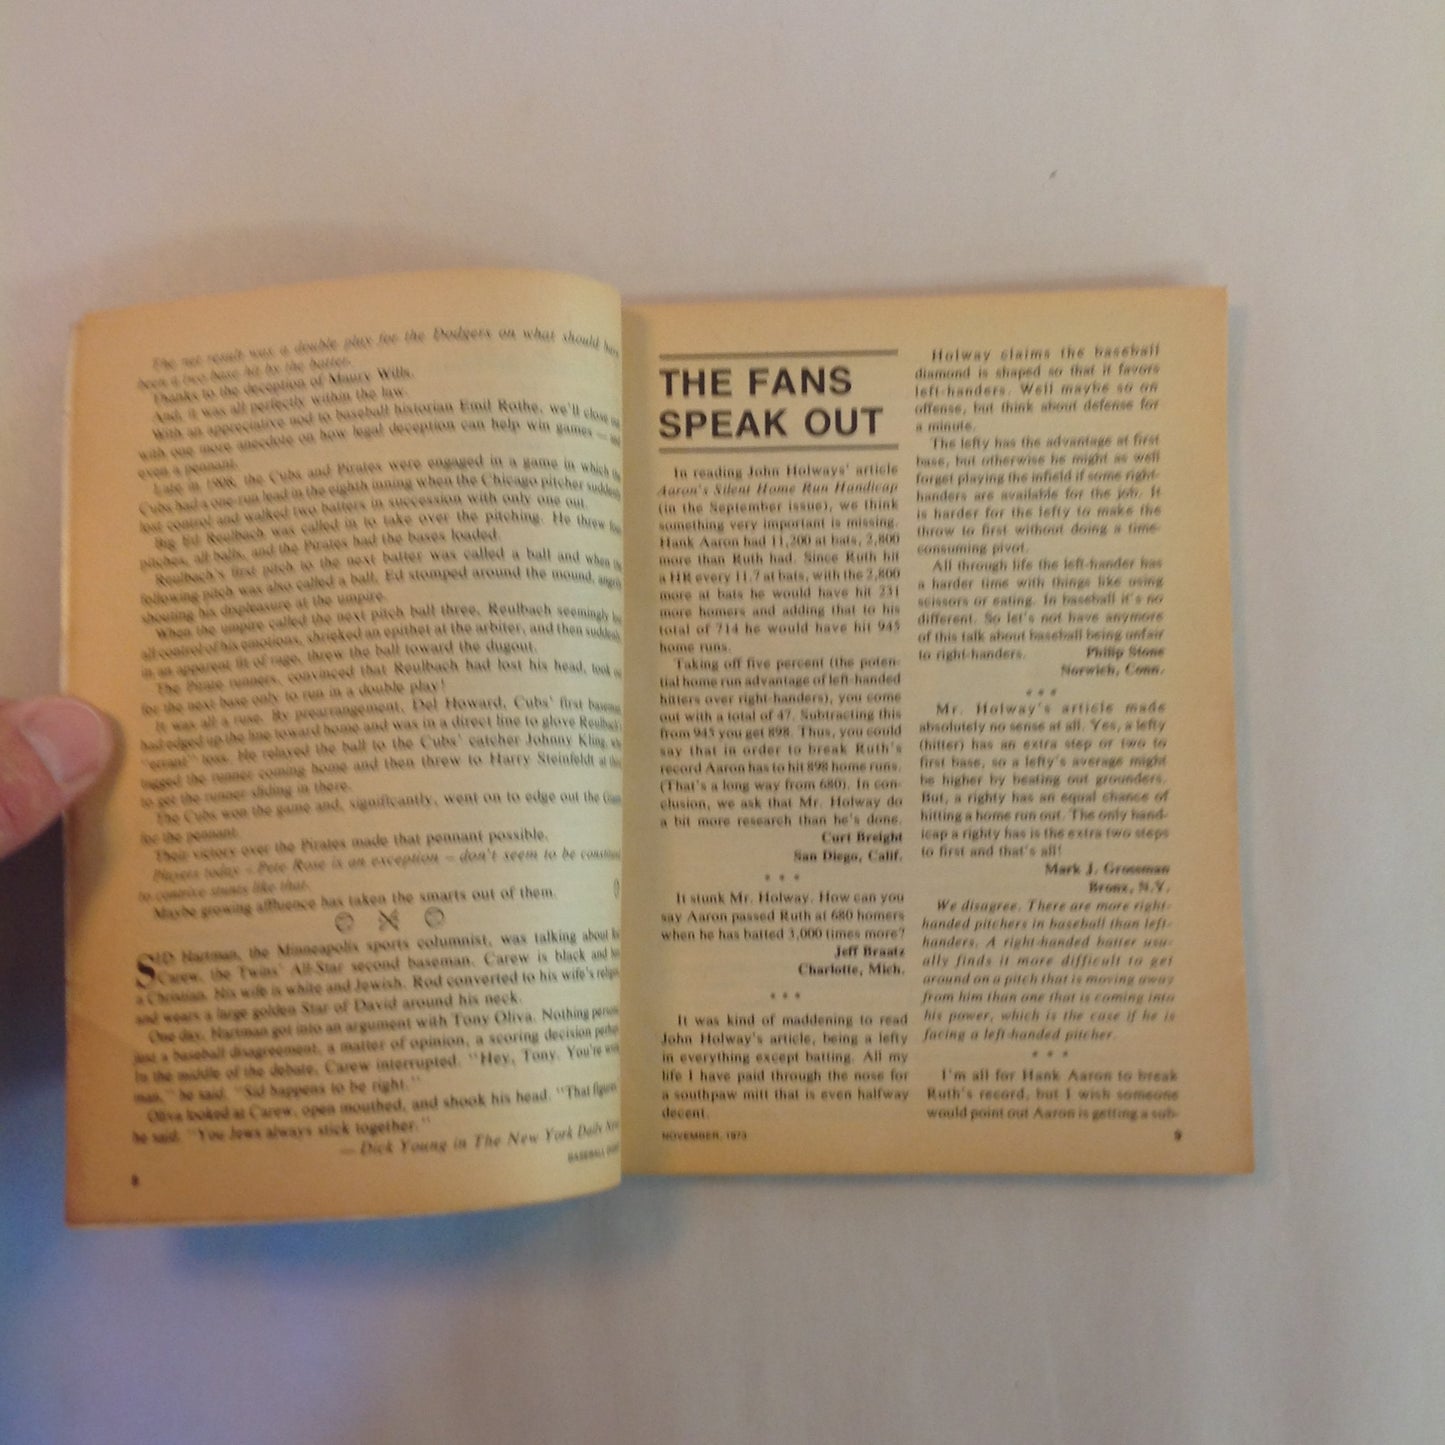 The net result was a double play for the Dodgers on what should have
been a two-base hit by the batter.
Thanks to the deception of Maury Wills.
And, it was all perfectly within the law.
With an appreciative nod to baseball historian Emil Rothe, we'll close
with one more anecdote on how legal deception can help win games — and
even a pennant.
Late in 1908, the Cubs and Pirates were engaged in a game in which the
Cubs had a one-run lead in the eighth inning when the Chicago pitcher suddenly
lost control and walked two batters in succession with only one out.
Big Ed Reulbach was called in to take over the pitching. He threw four
pitches, all balls, and the Pirates had the bases loaded.
Reulbach's first pitch to the next batter was called a ball and when the
following pitch was also called a ball, Ed stomped around the mound, angrily
shouting his displeasure at the umpire.
When the umpire called the next pitch ball three, Reulbach seemingly
all control of his emotions, shrieked an epithet at the arbiter, and then suddenly,
in an apparent fit of rage, threw the ball toward the dugout.
The Pirate runners, convinced that Reulbach had lost his head, took
for the next base only to run in a double play!
It was all a ruse. By prearrangement, Del Howard, Cubs' first
had edged up the line toward home and was in a direct line to glove Reulbach's
"errant" toss. He relayed the ball to the Cubs' catcher Johnny Kling, who
tagged the runner coming home and then threw to Harry Steinfeldt at
to get the runner sliding in there.
The Cubs won the game and, significantly, went on to edge out the Giants
for the pennant.
Their victory over the Pirates made that pennant possible.
Players today – Pete Rose is an exception – don't seem to be
to contrive stunts like that.
Maybe growing affluence has taken the smarts out of them.
SID Hartman, the Minneapolis sports columnist, was talking about
Carew, the Twins' All-Star second baseman. Carew is black and
a Christian. His wife is white and Jewish. Rod converted to his wife's
and wears a large golden Star of David around his neck.
One day, Hartman got into an argument with Tony Oliva. Nothing
just a baseball disagreement, a matter of opinion, a scoring decision
In the middle of the debate, Carew interrupted. "Hey, Tony. You're
man," he said. "Sid happens to be right."
Oliva looked at Carew, open mouthed, and shook his head. "That
he said. "You Jews always stick together."
— Dick Young in The New York Daily News
8
BASEBALL
THE FANS
SPEAK OUT
In reading John Holways' article
Aaron's Silent Home Run Handicap
(in the September issue), we think
something very important is missing.
Hank Aaron had 11,200 at bats, 2,800
more than Ruth had. Since Ruth hit
a HR every 11.7 at bats, with the 2,800
more at bats he would have hit 231
more homers and adding that to his
total of 714 he would have hit 945
home runs.
Taking off five percent (the poten-
tial home run advantage of left-handed
hitters over right-handers), you come
out with a total of 47. Subtracting this
from 945 you get 898. Thus, you could
say that in order to break Ruth's
record Aaron has to hit 898 home runs.
(That's a long way from 680). In con-
clusion, we ask that Mr. Holway do
a bit more research than he's done.
Curt Breight
San Diego, Calif.
* * *
It stunk Mr. Holway. How can you
say Aaron passed Ruth at 680 homers
when he has batted 3,000 times more?
Jeff Braatz
Charlotte, Mich.
* * *
It was kind of maddening to read
John Holway's article, being a lefty
in everything except batting. All my
life I have paid through the nose for
a southpaw mitt that is even halfway
decent.
NOVEMBER, 1973
Holway claims the baseball
diamond is shaped so that it favors
left-handers. Well maybe so on
offense, but think about defense for
a minute.
The lefty has the advantage at first
base, but otherwise he might as well
forget playing the infield if some right-
handers are available for the job. It
is harder for the lefty to make the
throw to first without doing a time-
consuming pivot.
All through life the left-hander has
a harder time with things like using
scissors or eating. In baseball it's no
different. So let's not have anymore
of this talk about baseball being unfair
to right-handers. Philip Stone
Norwich, Conn.
* * *
Mr. Holway's article made
absolutely no sense at all. Yes, a lefty
(hitter) has an extra step or two to
first base, so a lefty's average might
be higher by beating out grounders.
But, a righty has an equal chance of
hitting a home run out. The only hand-
icap a righty has is the extra two steps
to first and that's all!
Mark J. Grossman
Bronx, N.Y.
We disagree. There are more right-
handed pitchers in baseball than left-
handers. A right-handed batter usu-
ally finds it more difficult to get
around on a pitch that is moving away
from him than one that is coming into
his power, which is the case if he is
facing a left-handed pitcher.
* * *
I'm all for Hank Aaron to break
Ruth's record, but I wish someone
would point out Aaron is getting a sub-
9